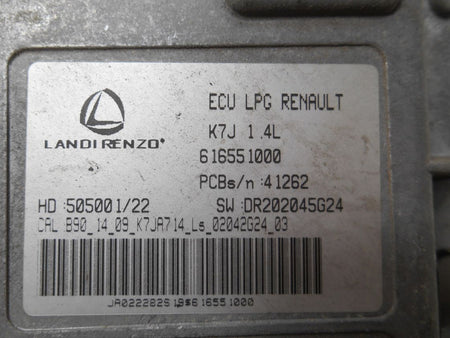 ECU LPG RENAULT
LANDIRENZO®
K7J 1.4L
616551000
PCBs/n :41262
HD :505001/22 SW :DR202045G24
CAL B90_14_09_K7JA714_Ls_02042G24_03